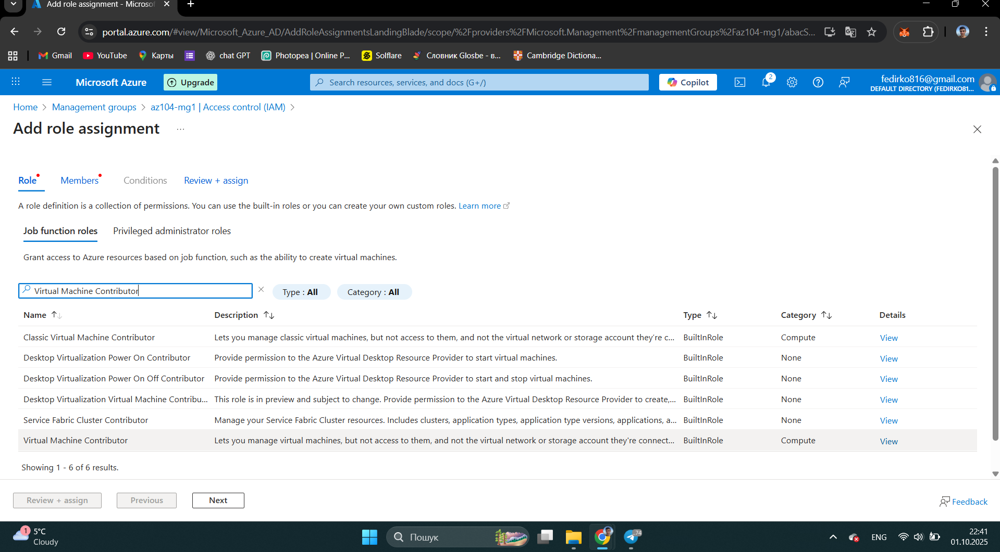 Add role assignment - Microsof
portal.azure.com/#view/Microsoft_Azure_AD/AddRoleAssignmentsLandingBlade/scope/%2Fproviders%2FMicrosoft.Management%2FmanagementGroups%2Faz104-mg1/abacS...
Gmail YouTube Карты chat GPT Photopea | Online P... Solflare Словник Glosbe - в... Cambridge Dictiona...
Microsoft Azure Upgrade Search resources, services, and docs (G+/) Copilot 2 fedirko816@gmail.com
DEFAULT DIRECTORY (FEDIRKO81...
Home > Management groups > az104-mg1 | Access control (IAM) >
Add role assignment ...
Role Members Conditions Review + assign
A role definition is a collection of permissions. You can use the built-in roles or you can create your own custom roles. Learn more
Job function roles Privileged administrator roles
Grant access to Azure resources based on job function, such as the ability to create virtual machines.
Virtual Machine Contributor Type : All Category : All
Name Description Type Category Details
Classic Virtual Machine Contributor Lets you manage classic virtual machines, but not access to them, and not the virtual network or storage account they're c... BuiltInRole Compute View
Desktop Virtualization Power On Contributor Provide permission to the Azure Virtual Desktop Resource Provider to start virtual machines. BuiltInRole None View
Desktop Virtualization Power On Off Contributor Provide permission to the Azure Virtual Desktop Resource Provider to start and stop virtual machines. BuiltInRole None View
Desktop Virtualization Virtual Machine Contribu... This role is in preview and subject to change. Provide permission to the Azure Virtual Desktop Resource Provider to create,... BuiltInRole None View
Service Fabric Cluster Contributor Manage your Service Fabric Cluster resources. Includes clusters, application types, application type versions, applications, a... BuiltInRole None View
Virtual Machine Contributor Lets you manage virtual machines, but not access to them, and not the virtual network or storage account they're connect... BuiltInRole Compute View
Showing 1 - 6 of 6 results.
Review + assign Previous Next Feedback
1 5°C
Cloudy
Пошук
74
ENG
22:41
01.10.2025